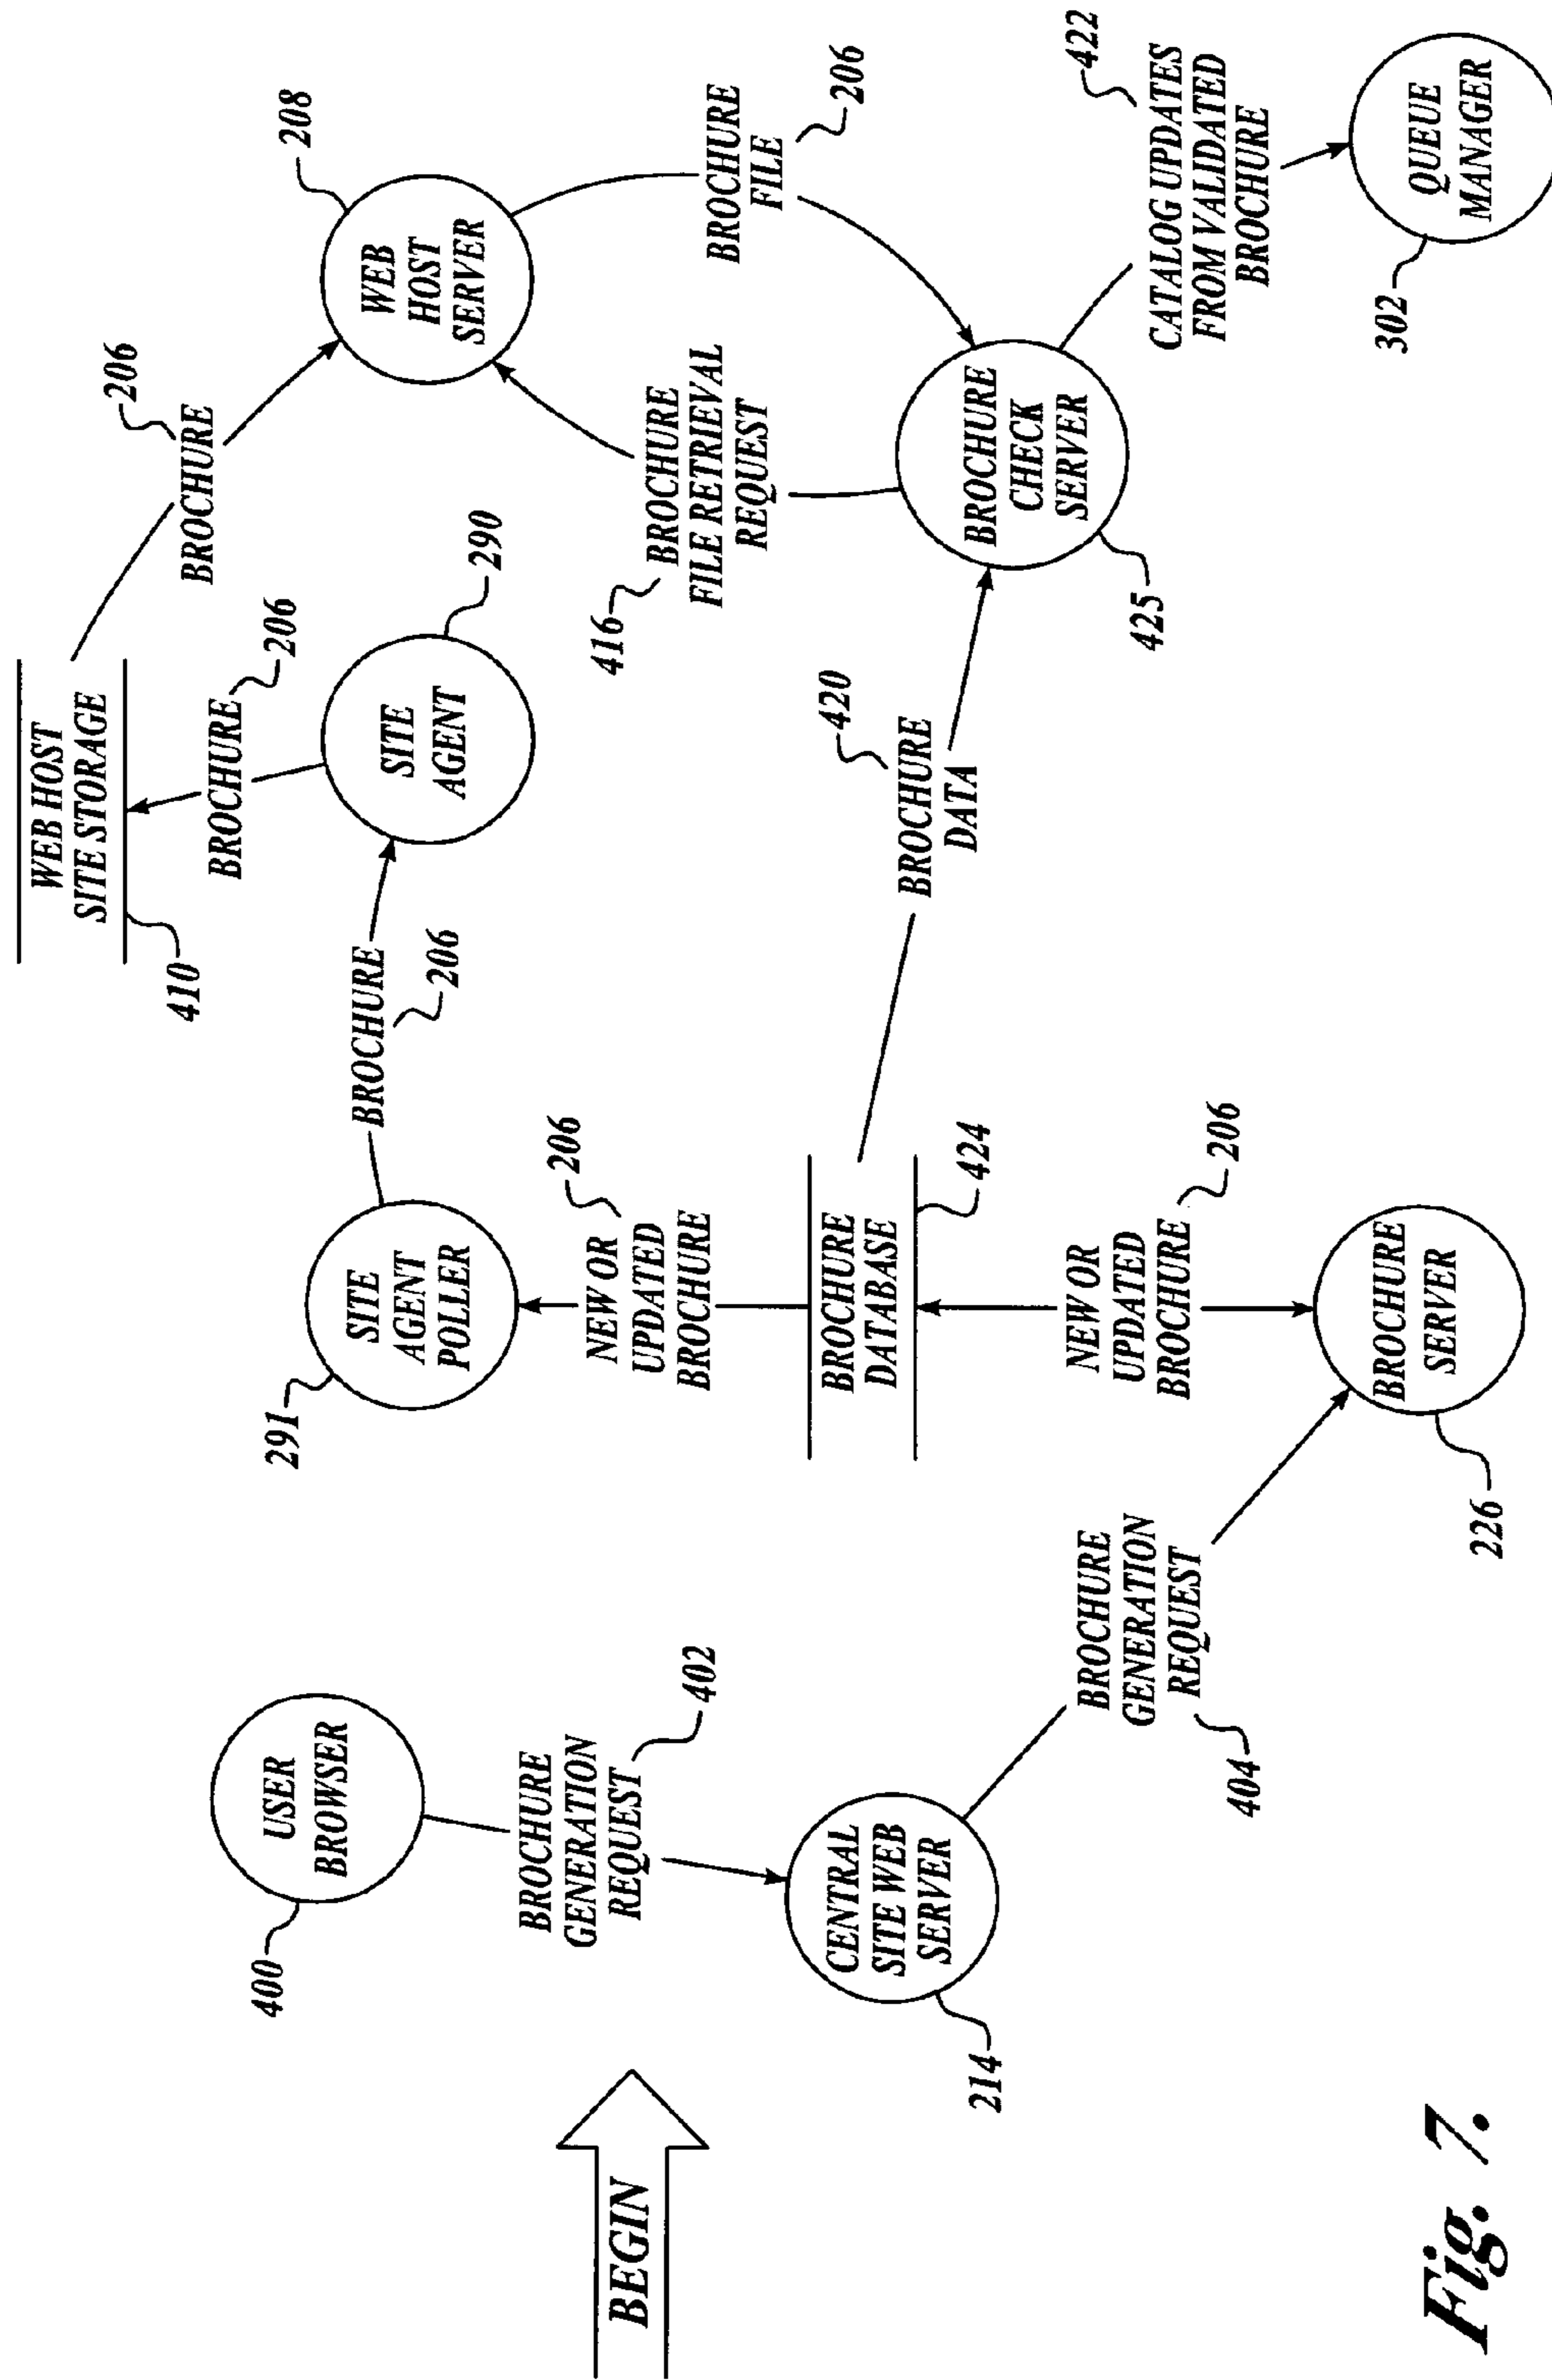 BEGIN
400
USER
BROWSER
BROCHURE
GENERATION
REQUEST
402
CENTRAL
SITE WEB
SERVER
214
BROCHURE
GENERATION
REQUEST
404
BROCHURE
SERVER
226
NEW OR
UPDATED
BROCHURE
206
BROCHURE
DATABASE
424
NEW OR
UPDATED
BROCHURE
206
SITE
AGENT
POLLER
291
BROCHURE
206
SITE
AGENT
290
BROCHURE
206
WEB HOST
SITE STORAGE
410
BROCHURE
206
WEB
HOST
SERVER
208
BROCHURE
FILE
206
BROCHURE
FILE RETRIEVAL
REQUEST
416
BROCHURE
DATA
420
BROCHURE
CHECK
SERVER
425
CATALOG UPDATES
FROM VALIDATED
BROCHURE
422
QUEUE
MANAGER
302
Fig. 7.